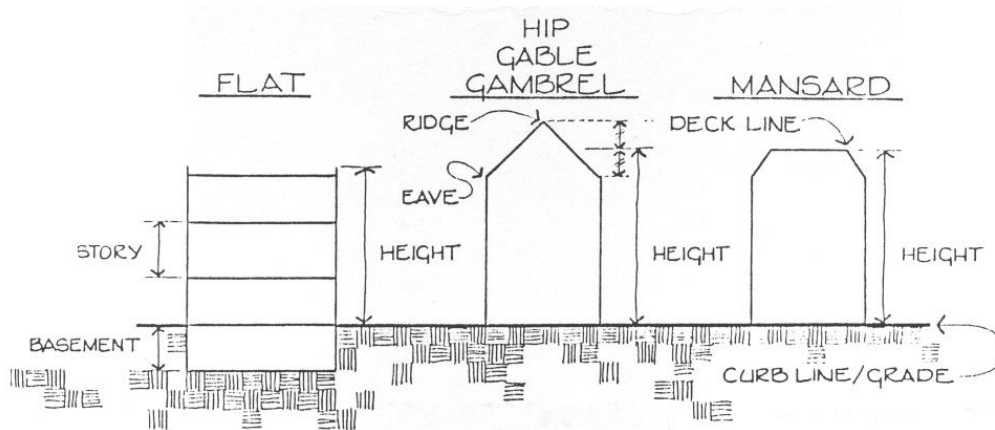 FLAT
HIP
GABLE
GAMBREL
MANSARD
RIDGE
DECK LINE
EAVE
STORY
HEIGHT
HEIGHT
HEIGHT
BASEMENT
CURB LINE/GRADE